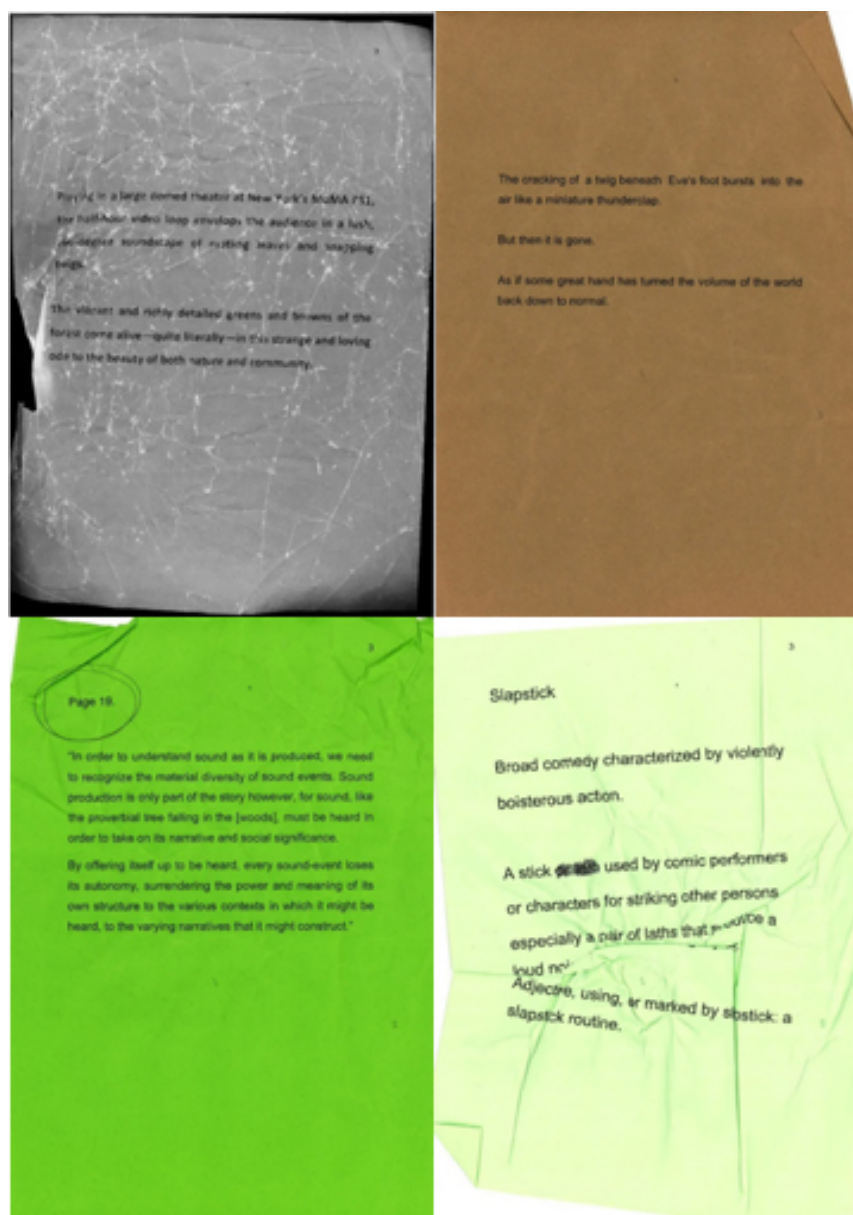 2
Playing in a large domed theater at New York's MoMA PS1,
the half-hour video loop envelops the audience in a lush,
soundscape of rustling leaves and snapping
twigs.
The vibrant and richly detailed greens and browns of the
forest come alive—quite literally—in this strange and loving
ode to the beauty of both nature and community.
The cracking of a twig beneath Eve's foot bursts into the
air like a miniature thunderclap.
But then it is gone.
As if some great hand has turned the volume of the world
back down to normal.
3
Page 19.
"In order to understand sound as it is produced, we need
to recognize the material diversity of sound events. Sound
production is only part of the story however, for sound, like
the proverbial tree falling in the [woods], must be heard in
order to take on its narrative and social significance.
By offering itself up to be heard, every sound-event loses
its autonomy, surrendering the power and meaning of its
own structure to the various contexts in which it might be
heard, to the varying narratives that it might construct."
3
Slapstick
Broad comedy characterized by violently
boisterous action.
A stick used by comic performers
or characters for striking other persons
especially a pair of laths that produce a
loud
using, or marked by a
slapstick routine.